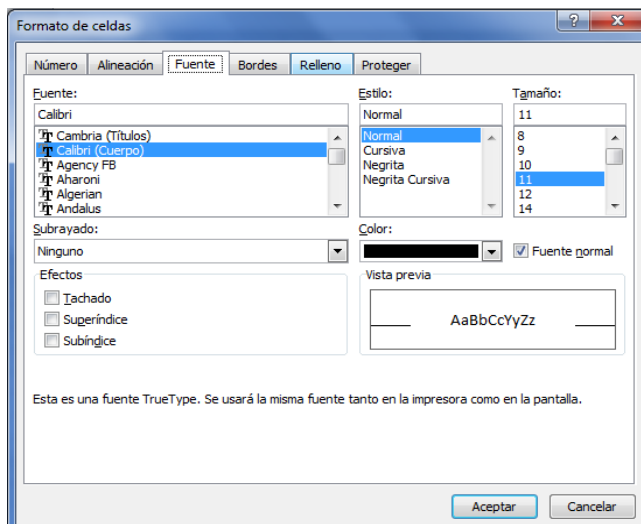 Formato de celdas
Número Alineación Fuente Bordes Relleno Proteger
Fuente: Estilo: Tamaño:
Calibri Normal 11
Cambria (Títulos) Normal 8
Calibri (Cuerpo) Cursiva 9
Agency FB Negrita 10
Aharoni Negrita Cursiva 11
Algerian 12
Andalus 14
Subrayado: Color:
Ninguno Fuente normal
Efectos Vista previa
Tachado
Superíndice AaBbCcYyZz
Subíndice
Esta es una fuente TrueType. Se usará la misma fuente tanto en la impresora como en la pantalla.
Aceptar Cancelar